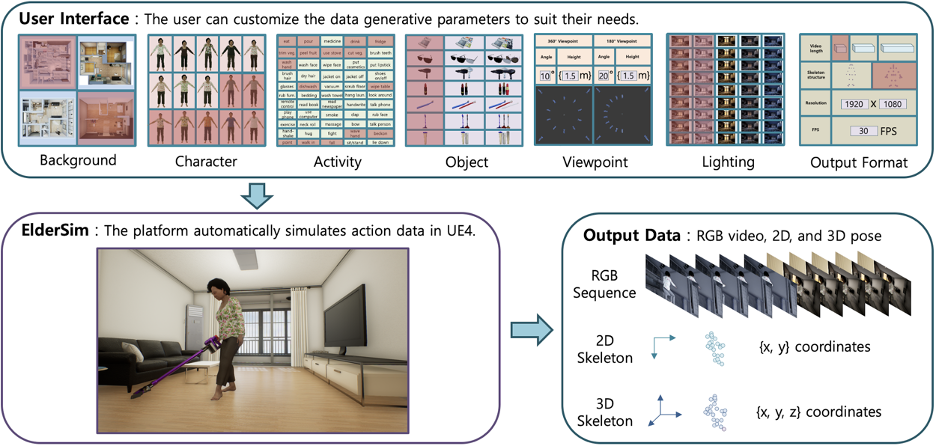 User Interface : The user can customize the data generative parameters to suit their needs.
eat pour medicine fridge
trim veg peel fruit use stove cut veg brush teeth
wash hand wash face wipe face put cosmetics put lipstick
brush hair dry hair jacket on jacket off shoes on/off
glasses dishwash vacuum scrub floor wipe table
rub furni bedding wash towel hang laun. look around
remote control read book read newspaper handwrite talk phone
play phone use computer smoke clap rub face
exercise neck roll massage bow talk person
hand-shake hug fight wave hand beckon
point walk in fall sit/stand lie down
360° Viewpoint 180° Viewpoint
Angle Height Angle Height
10° {1.5 m} 20° {1.5 m}
Video length
Skeleton structure
Resolution 1920 X 1080
FPS 30 FPS
Background Character Activity Object Viewpoint Lighting Output Format
ElderSim : The platform automatically simulates action data in UE4.
Output Data : RGB video, 2D, and 3D pose
RGB
Sequence
2D
Skeleton
{x, y} coordinates
3D
Skeleton
{x, y, z} coordinates